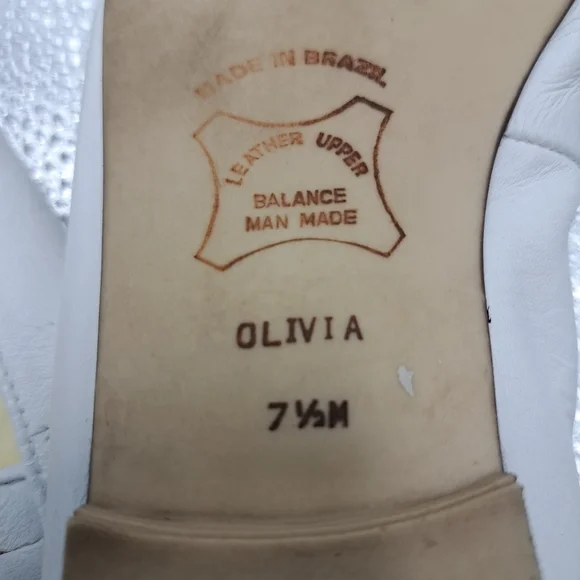 MADE IN BRAZIL
LEATHER UPPER
BALANCE
MAN MADE
OLIVIA
7½M